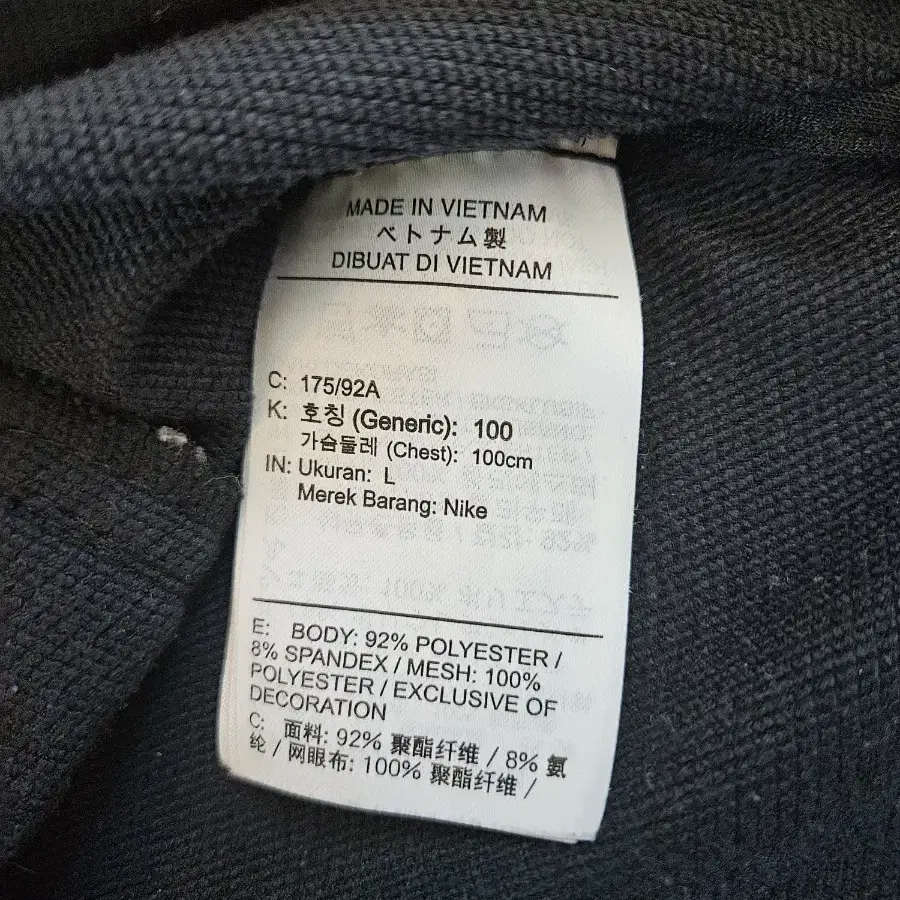 MADE IN VIETNAM
ベトナム製
DIBUAT DI VIETNAM
C: 175/92A
K: 호칭 (Generic): 100
가슴둘레 (Chest): 100cm
IN: Ukuran: L
Merek Barang: Nike
E: BODY: 92% POLYESTER /
8% SPANDEX / MESH: 100%
POLYESTER / EXCLUSIVE OF
DECORATION
C: 面料: 92% 聚酯纤维 / 8% 氨
纶 / 网眼布: 100% 聚酯纤维 /